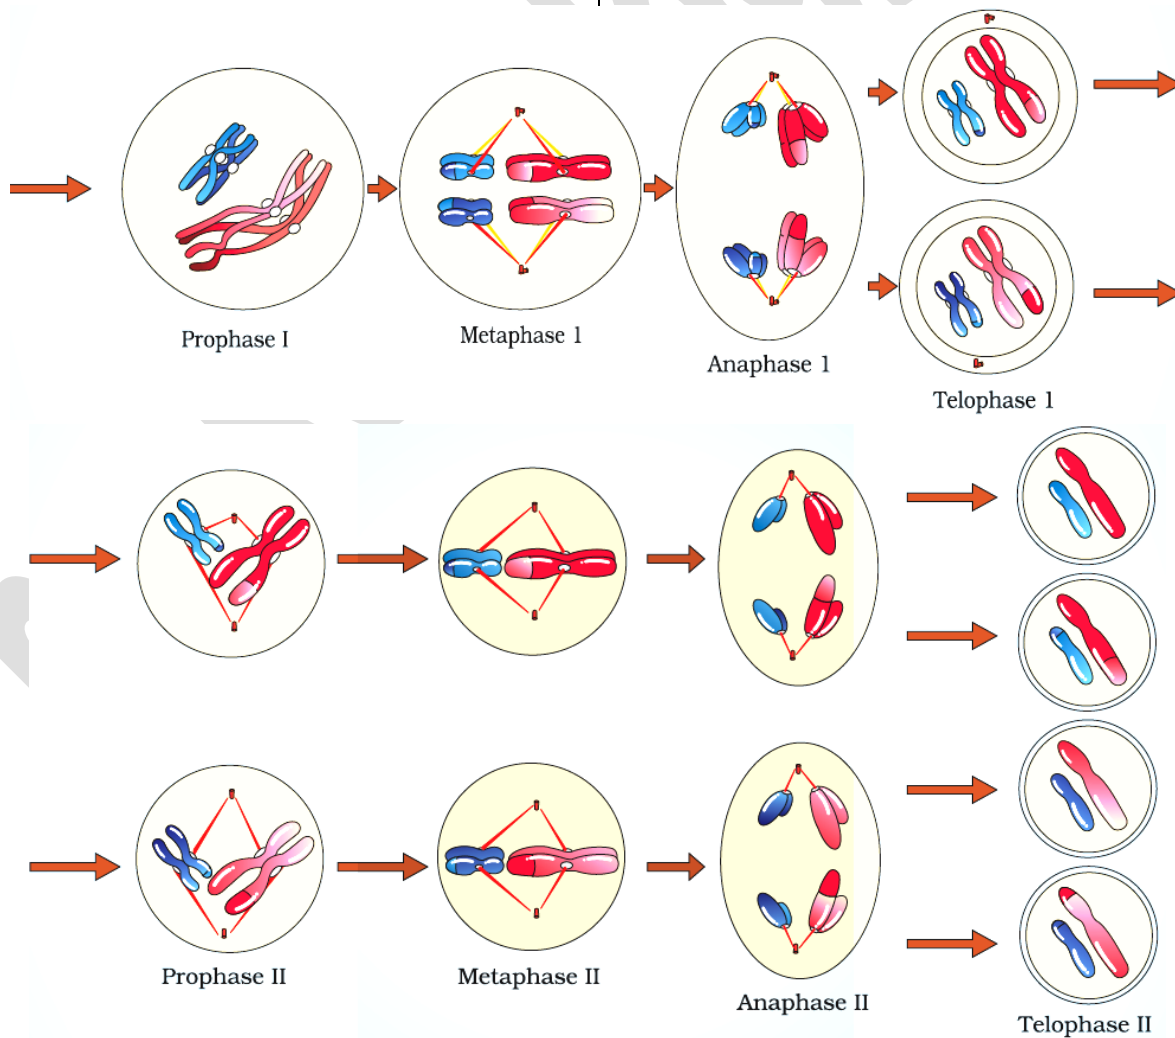 Prophase I
Metaphase 1
Anaphase 1
Telophase 1
Prophase II
Metaphase II
Anaphase II
Telophase II